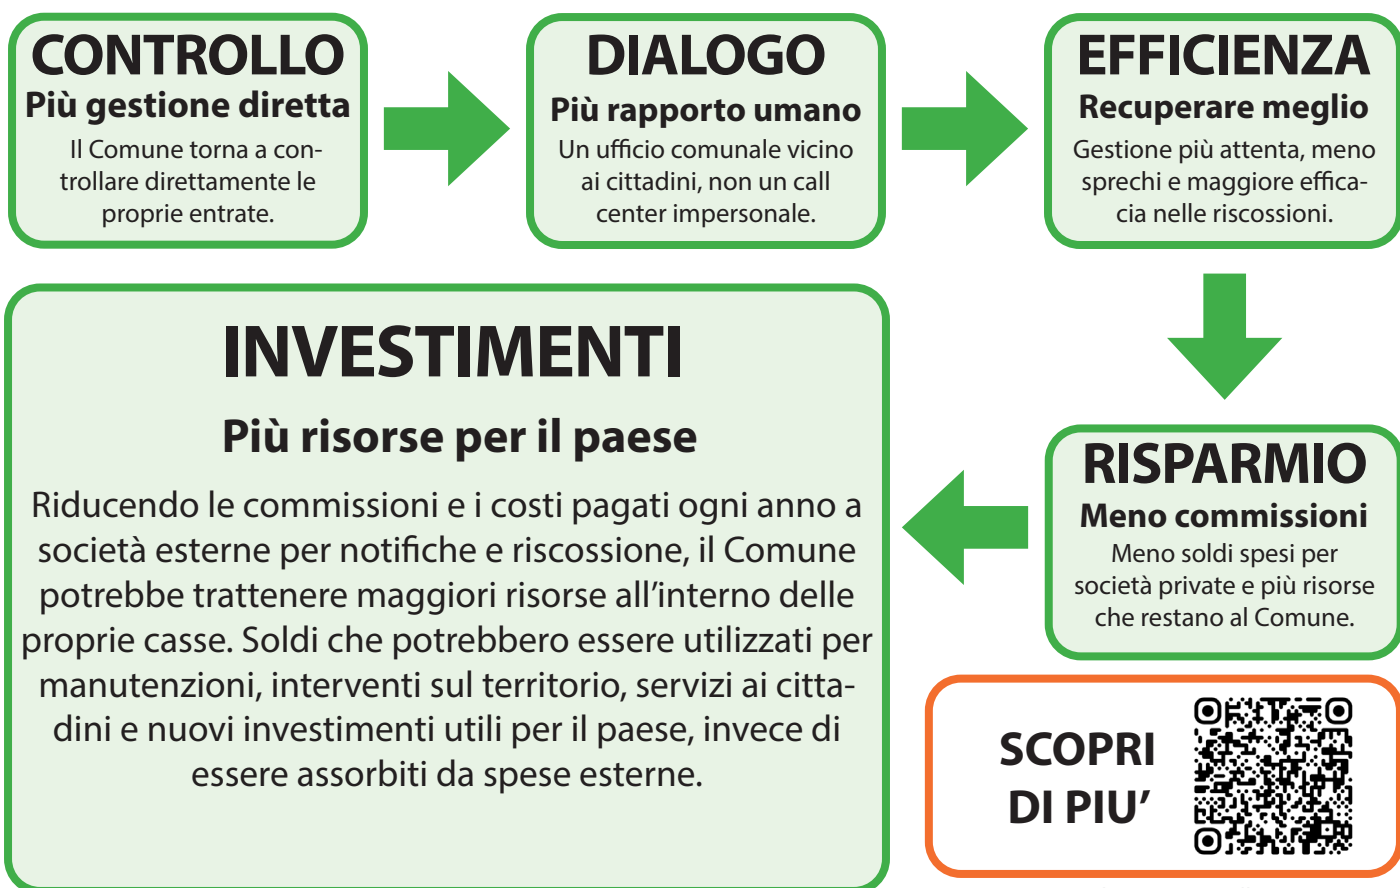 CONTROLLO
Più gestione diretta
Il Comune torna a con-
trollare direttamente le
proprie entrate.
DIALOGO
Più rapporto umano
Un ufficio comunale vicino
ai cittadini, non un call
center impersonale.
EFFICIENZA
Recuperare meglio
Gestione più attenta, meno
sprechi e maggiore effica-
cia nelle riscossioni.
RISPARMIO
Meno commissioni
Meno soldi spesi per
società private e più risorse
che restano al Comune.
INVESTIMENTI
Più risorse per il paese
Riducendo le commissioni e i costi pagati ogni anno a
società esterne per notifiche e riscossione, il Comune
potrebbe trattenere maggiori risorse all'interno delle
proprie casse. Soldi che potrebbero essere utilizzati per
manutenzioni, interventi sul territorio, servizi ai citta-
dini e nuovi investimenti utili per il paese, invece di
essere assorbiti da spese esterne.
SCOPRI
DI PIU'